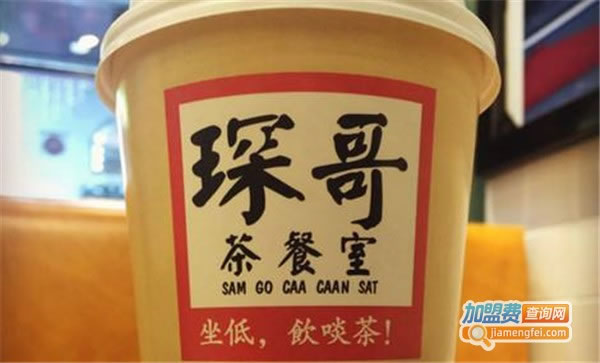 琛哥
茶餐室
SAM GO CAA CAAN SAT
坐低，飲啖茶！
加盟费查询网
jiamengfei.com